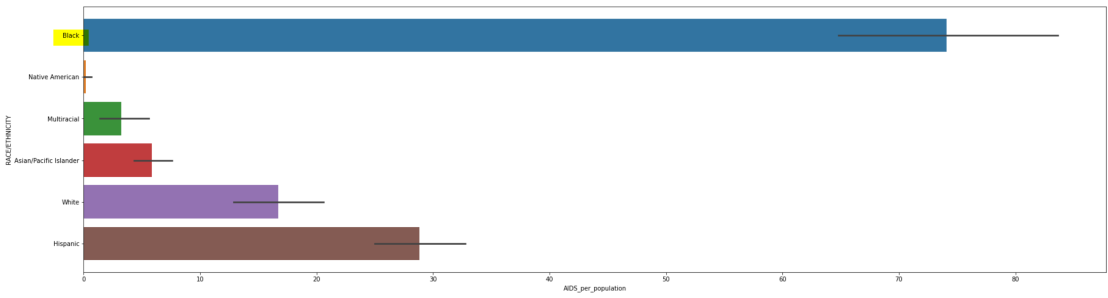 Black
Native American
Multiracial
Asian/Pacific Islander
White
Hispanic
RACE/ETHNICITY
0 10 20 30 40 50 60 70 80
AIDS_per_population